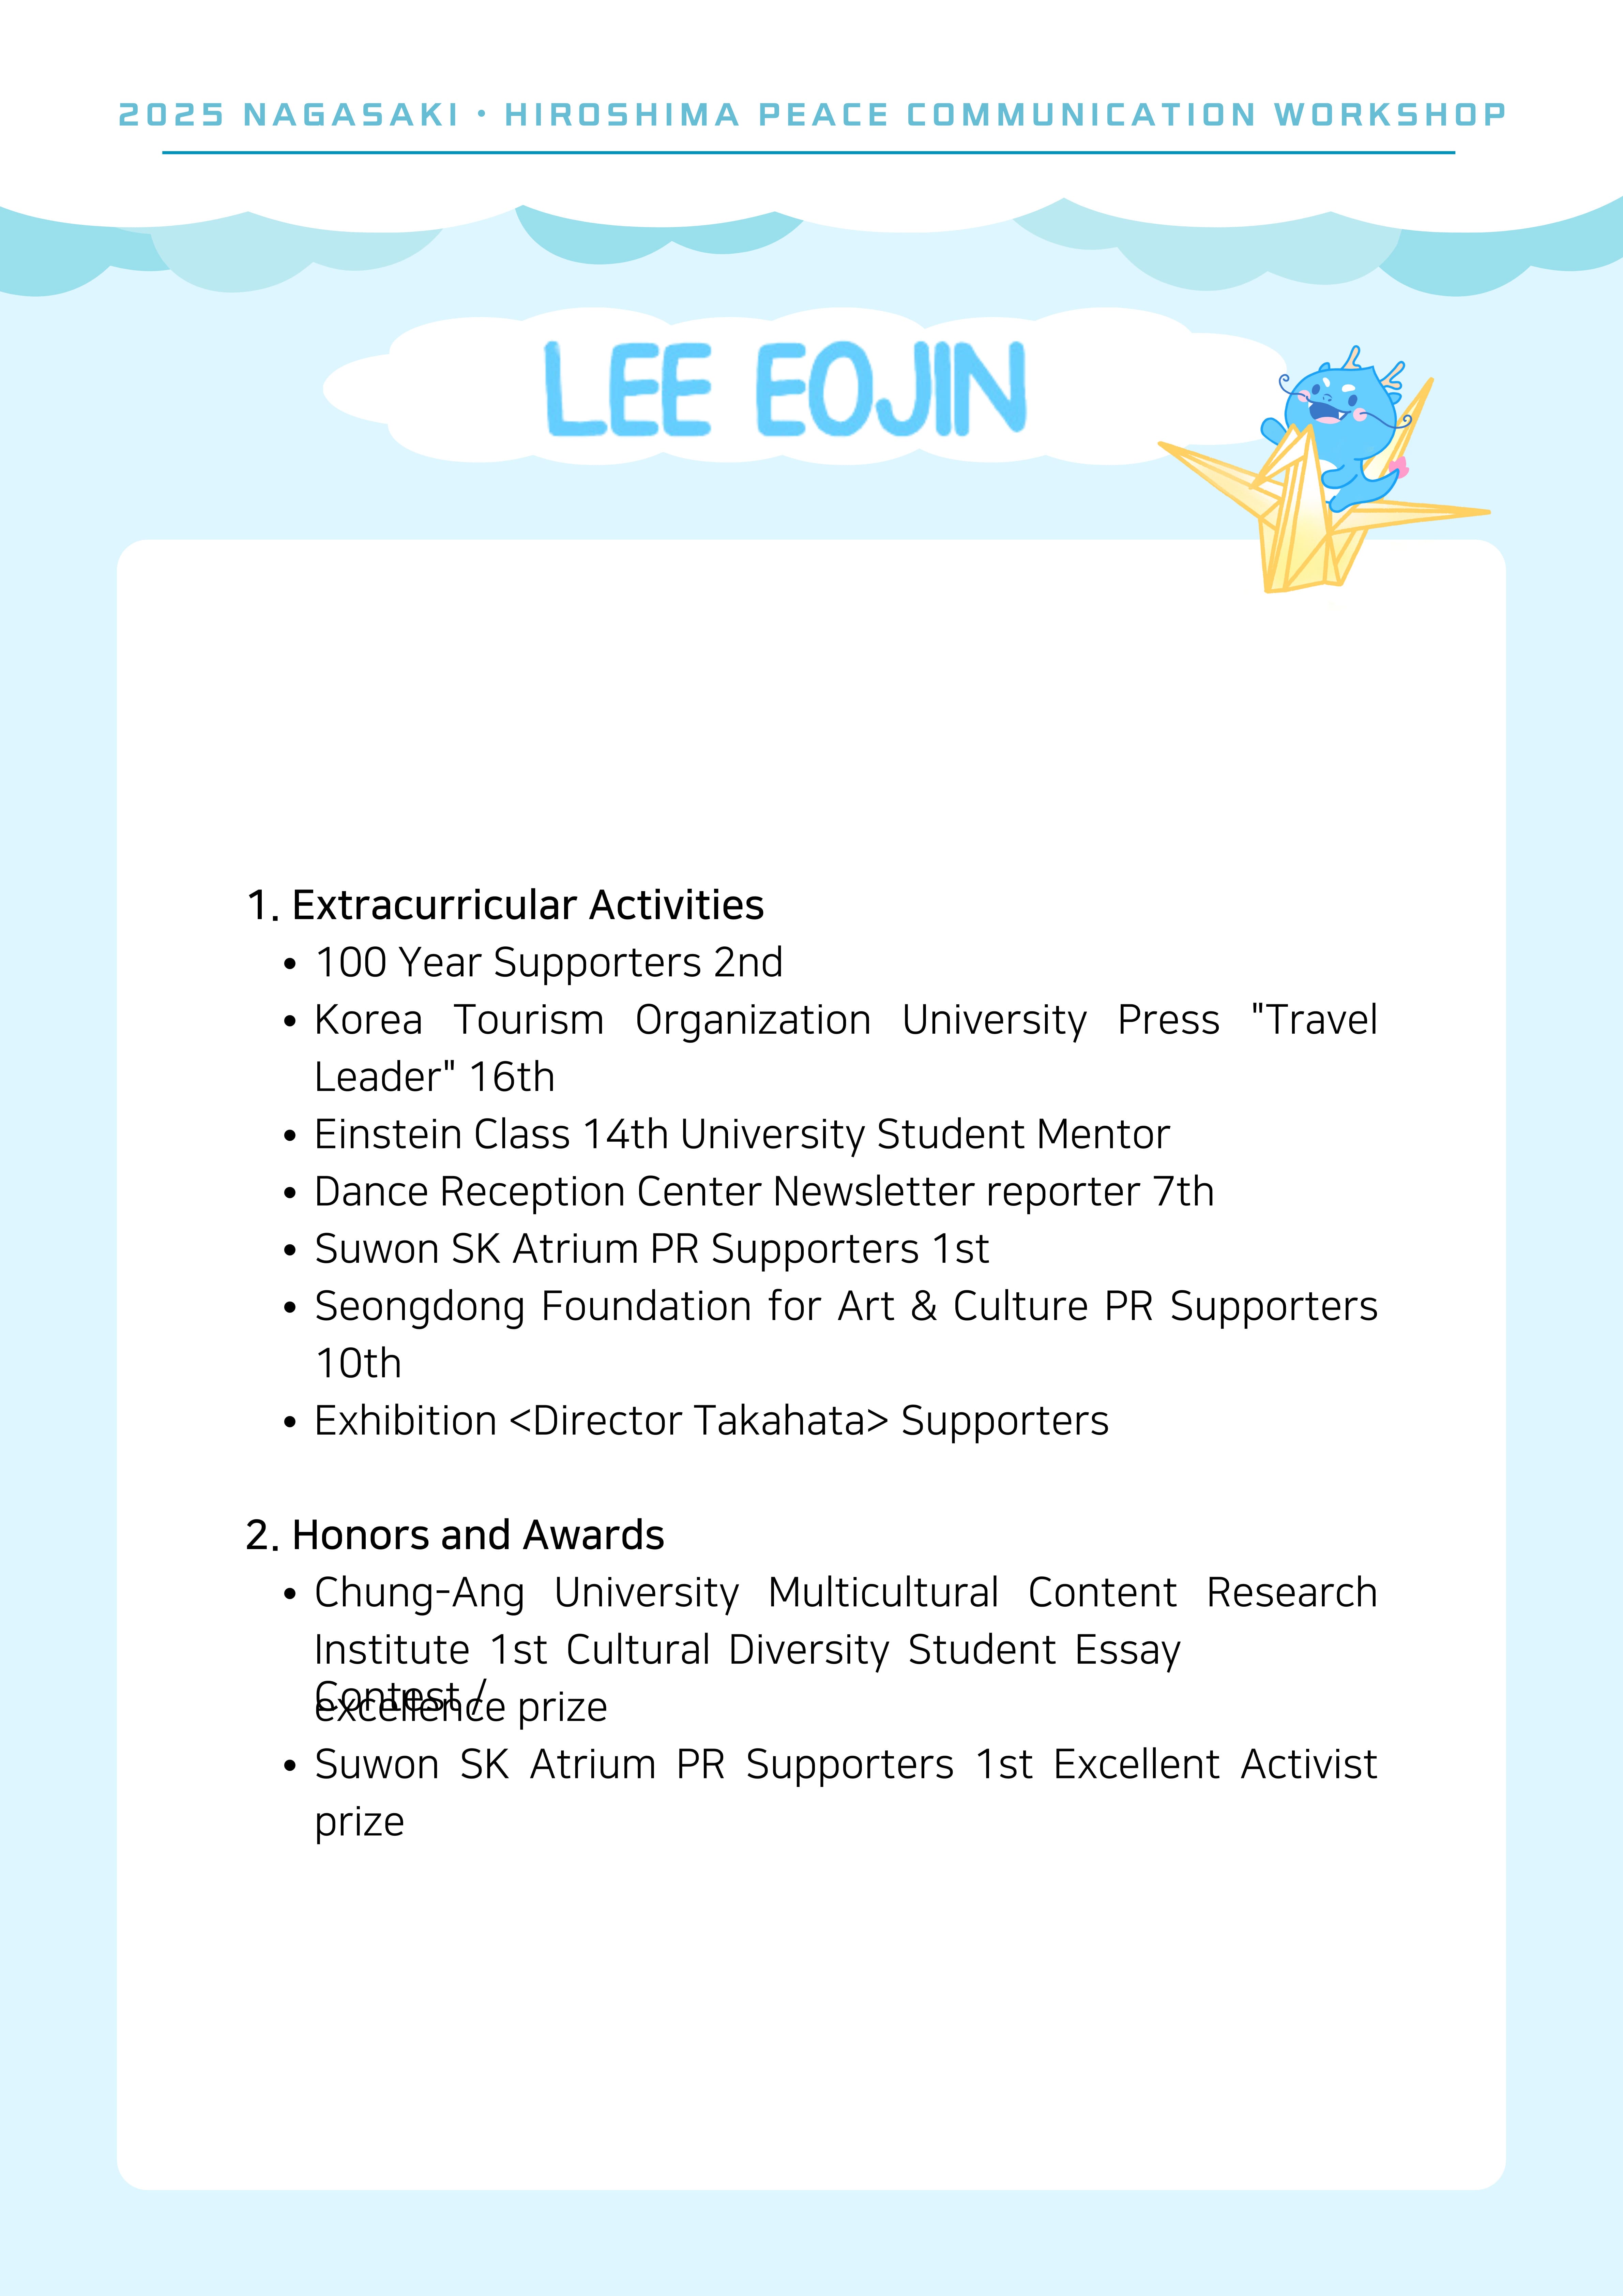 2025 NAGASAKI • HIROSHIMA PEACE COMMUNICATION WORKSHOP
LEE EOJIN
1. Extracurricular Activities
• 100 Year Supporters 2nd
• Korea Tourism Organization University Press "Travel
Leader" 16th
• Einstein Class 14th University Student Mentor
• Dance Reception Center Newsletter reporter 7th
• Suwon SK Atrium PR Supporters 1st
• Seongdong Foundation for Art & Culture PR Supporters
10th
• Exhibition <Director Takahata> Supporters
2. Honors and Awards
• Chung-Ang University Multicultural Content Research
Institute 1st Cultural Diversity Student Essay
Contest /
excellence prize
• Suwon SK Atrium PR Supporters 1st Excellent Activist
prize